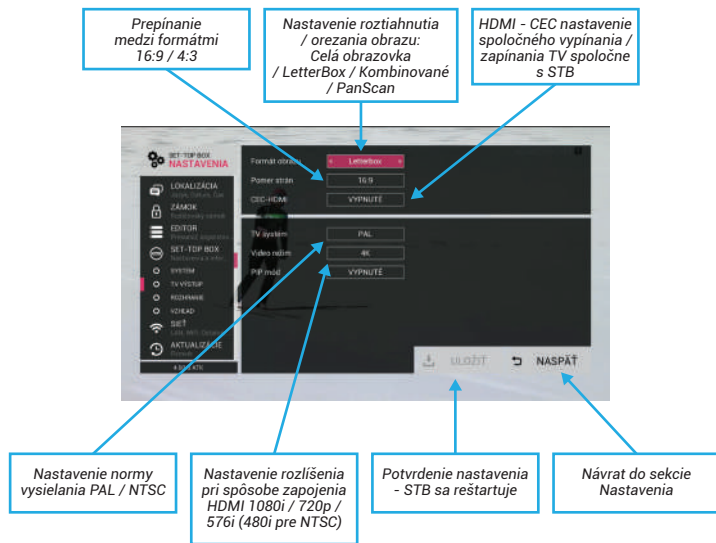 Prepínanie
medzi formátmi
16:9 / 4:3
Nastavenie roztiahnutia
/ orezania obrazu:
Celá obrazovka
/ LetterBox / Kombinované
/ PanScan
HDMI - CEC nastavenie
spoločného vypínania /
zapínania TV spoločne
s STB
SET-TOP BOX
NASTAVENIA
LOKALIZÁCIA
ZÁMOK
EDITOR
SET-TOP BOX
SYSTÉM
TV VÝSTUP
ROZHRANIE
VZHĽAD
SIEŤ
AKTUALIZÁCIE
Formát obrazu
Letterbox
Pomer strán
16:9
CEC-HDMI
VYPNUTÉ
TV systém
PAL
Video režim
4K
PIP mód
VYPNUTÉ
ULOŽIŤ
NASPÄŤ
Nastavenie normy
vysielania PAL / NTSC
Nastavenie rozlíšenia
pri spôsobe zapojenia
HDMI 1080i / 720p /
576i (480i pre NTSC)
Potvrdenie nastavenia
- STB sa reštartuje
Návrat do sekcie
Nastavenia